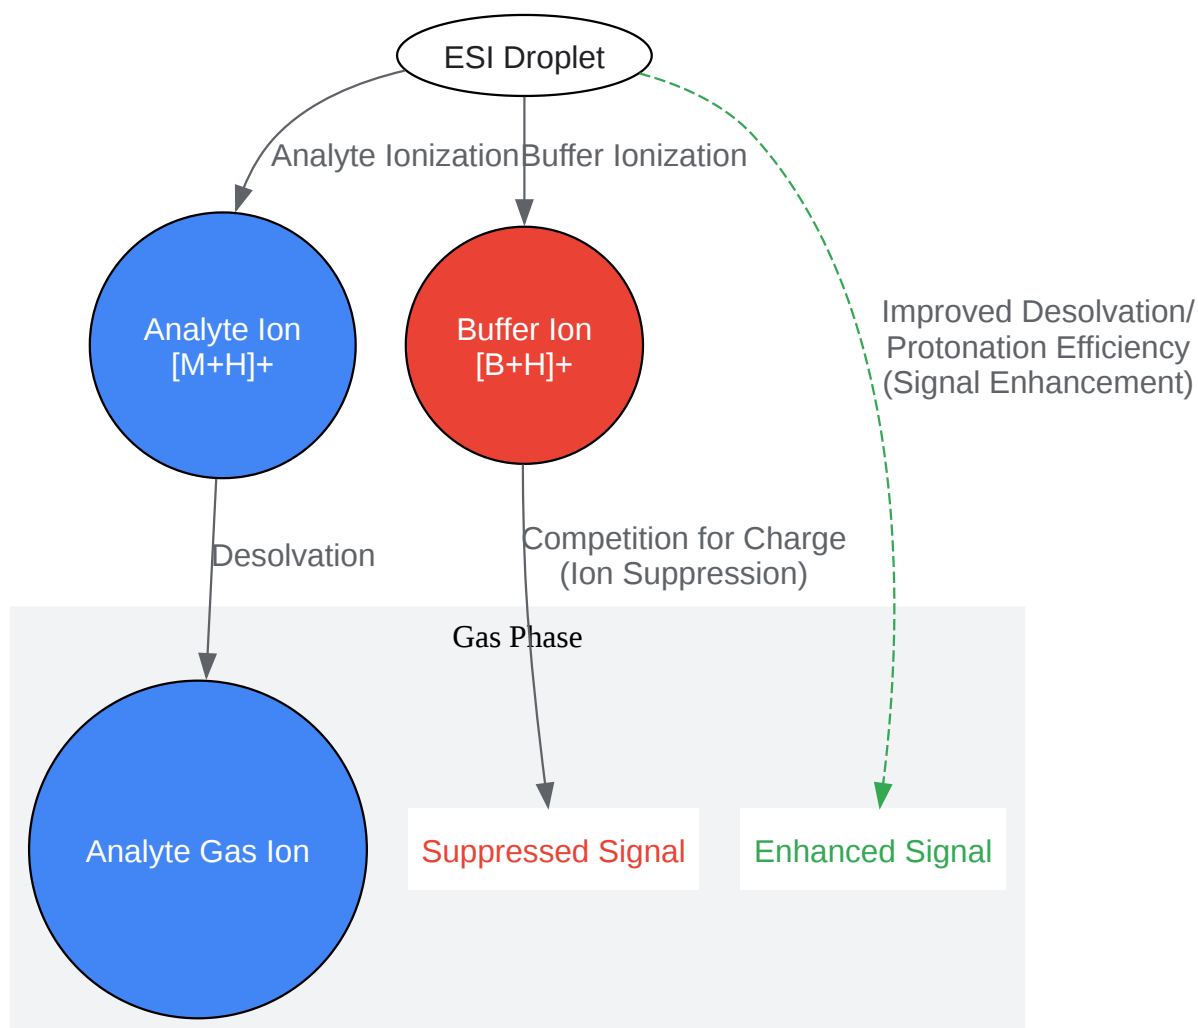 ESI Droplet
Analyte Ionization
Buffer Ionization
Analyte Ion
[M+H]+
Buffer Ion
[B+H]+
Improved Desolvation/
Protonation Efficiency
(Signal Enhancement)
Desolvation
Competition for Charge
(Ion Suppression)
Gas Phase
Analyte Gas Ion
Suppressed Signal
Enhanced Signal